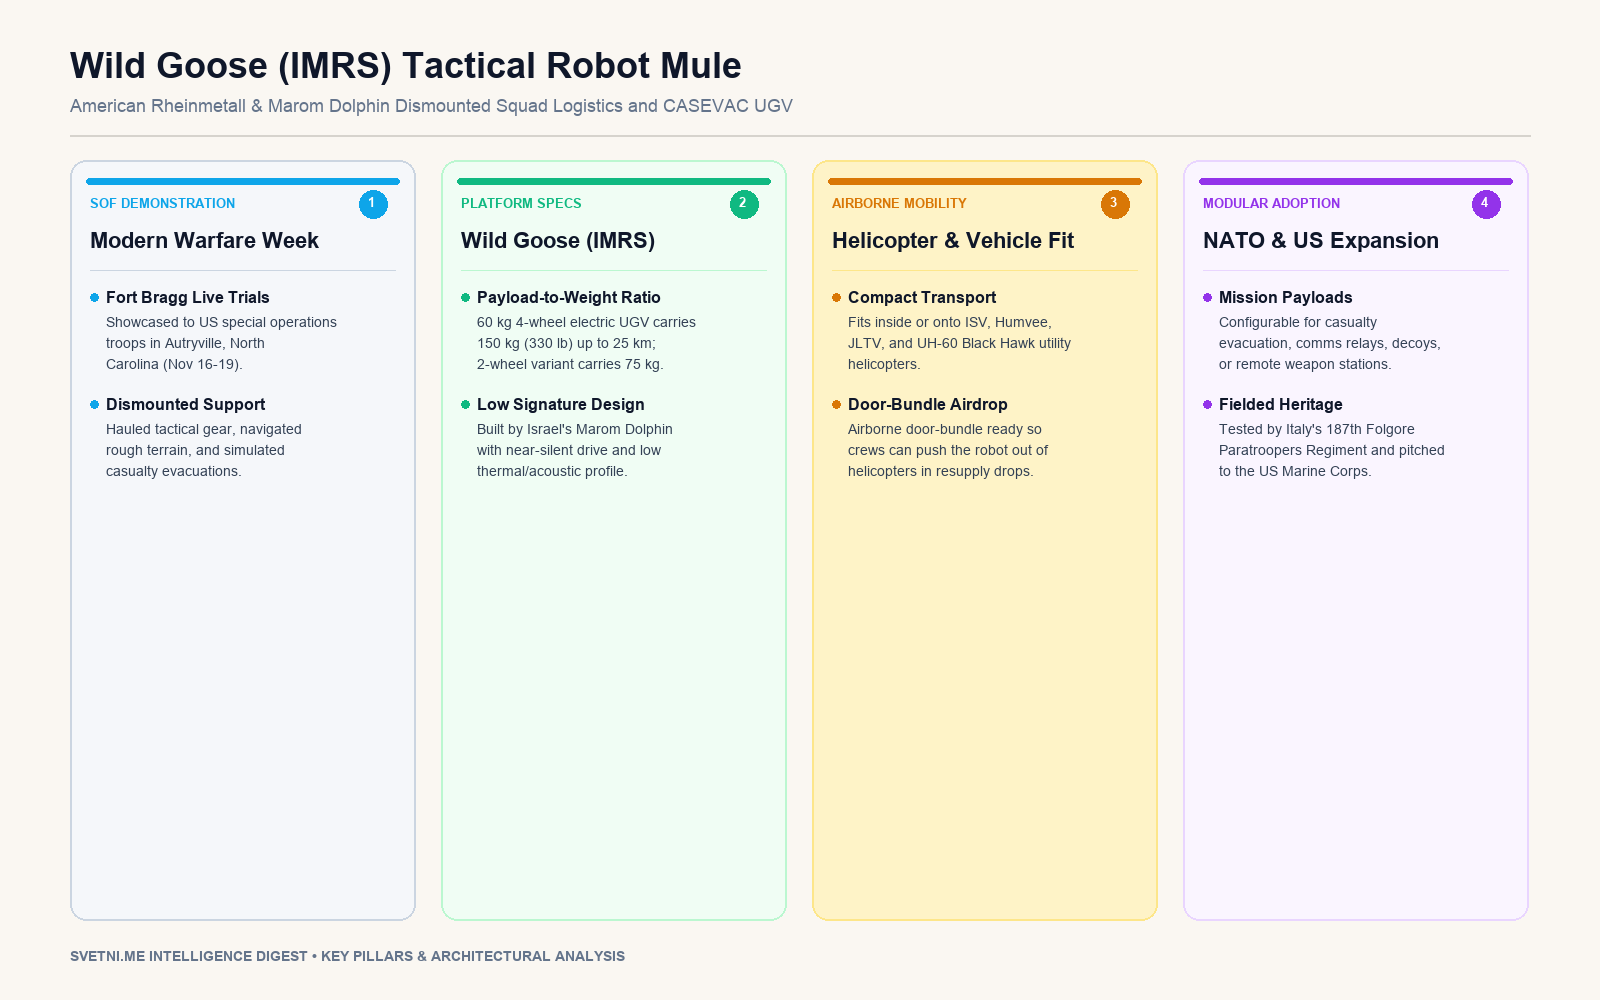 Wild Goose (IMRS) Tactical Robot Mule
American Rheinmetall & Marom Dolphin Dismounted Squad Logistics and CASEVAC UGV
SOF DEMONSTRATION
1
Modern Warfare Week
Fort Bragg Live Trials
Showcased to US special operations
troops in Autryville, North
Carolina (Nov 16-19).
Dismounted Support
Hauled tactical gear, navigated
rough terrain, and simulated
casualty evacuations.
PLATFORM SPECS
2
Wild Goose (IMRS)
Payload-to-Weight Ratio
60 kg 4-wheel electric UGV carries
150 kg (330 lb) up to 25 km;
2-wheel variant carries 75 kg.
Low Signature Design
Built by Israel's Marom Dolphin
with near-silent drive and low
thermal/acoustic profile.
AIRBORNE MOBILITY
3
Helicopter & Vehicle Fit
Compact Transport
Fits inside or onto ISV, Humvee,
JLTV, and UH-60 Black Hawk utility
helicopters.
Door-Bundle Airdrop
Airborne door-bundle ready so
crews can push the robot out of
helicopters in resupply drops.
MODULAR ADOPTION
4
NATO & US Expansion
Mission Payloads
Configurable for casualty
evacuation, comms relays, decoys,
or remote weapon stations.
Fielded Heritage
Tested by Italy's 187th Folgore
Paratroopers Regiment and pitched
to the US Marine Corps.
SVETNI.ME INTELLIGENCE DIGEST • KEY PILLARS & ARCHITECTURAL ANALYSIS